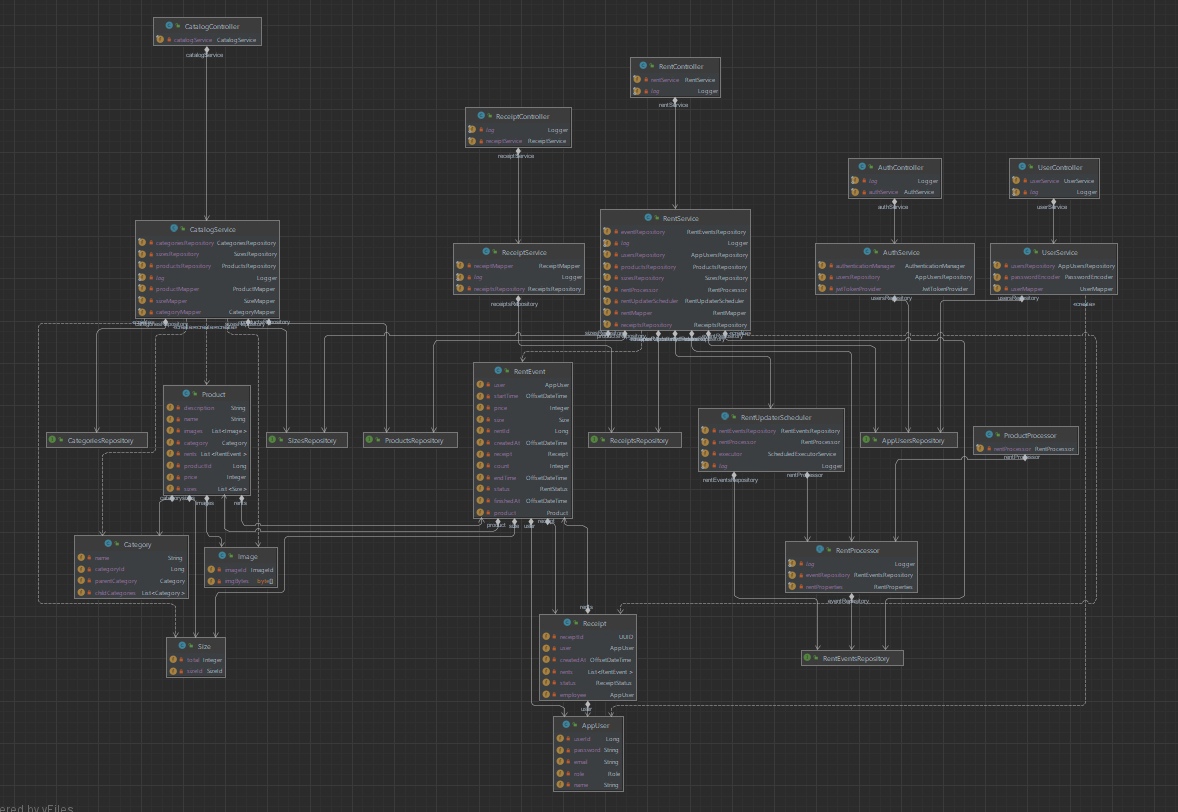 CatalogController
catalogService CatalogService
catalogService
RentController
rentService RentService
log Logger
rentService
ReceiptController
log Logger
receiptService ReceiptService
receiptService
AuthController
log Logger
authService AuthService
authService
UserController
userService UserService
log Logger
userService
CatalogService
categoriesRepository CategoriesRepository
sizesRepository SizesRepository
productsRepository ProductsRepository
log Logger
productMapper ProductMapper
sizeMapper SizeMapper
categoryMapper CategoryMapper
ReceiptService
receiptMapper ReceiptMapper
log Logger
receiptsRepository ReceiptsRepository
receiptsRepository
RentService
eventRepository RentEventsRepository
log Logger
usersRepository AppUsersRepository
productsRepository ProductsRepository
sizesRepository SizesRepository
rentProcessor RentProcessor
rentUpdaterScheduler RentUpdaterScheduler
rentMapper RentMapper
receiptsRepository ReceiptsRepository
AuthService
authenticationManager AuthenticationManager
usersRepository AppUsersRepository
jwtTokenProvider JwtTokenProvider
usersRepository
UserService
usersRepository AppUsersRepository
passwordEncoder PasswordEncoder
userMapper UserMapper
usersRepository
«create»
Product
description String
name String
images List<Image>
category Category
rents List<RentEvent>
productId Long
price Integer
sizes List<Size>
images
rents
CategoriesRepository
SizesRepository
ProductsRepository
RentEvent
user AppUser
startTime OffsetDateTime
price Integer
size Size
rentId Long
createdAt OffsetDateTime
receipt Receipt
count Integer
endTime OffsetDateTime
status RentStatus
finishedAt OffsetDateTime
product Product
product
size
user
ReceiptsRepository
RentUpdaterScheduler
rentEventsRepository RentEventsRepository
rentProcessor RentProcessor
executor ScheduledExecutorService
log Logger
rentEventsRepository
rentProcessor
AppUsersRepository
ProductProcessor
rentProcessor RentProcessor
rentProcessor
Category
name String
categoryId Long
parentCategory Category
childCategories List<Category>
Image
imageId ImageId
imgBytes byte[]
RentProcessor
log Logger
eventRepository RentEventsRepository
rentProperties RentProperties
eventRepository
rents
Receipt
receiptId UUID
user AppUser
createdAt OffsetDateTime
rents List<RentEvent>
status ReceiptStatus
employee AppUser
user
Size
total Integer
sizeId SizeId
RentEventsRepository
AppUser
userId Long
password String
email String
role Role
name String
ered by yFiles